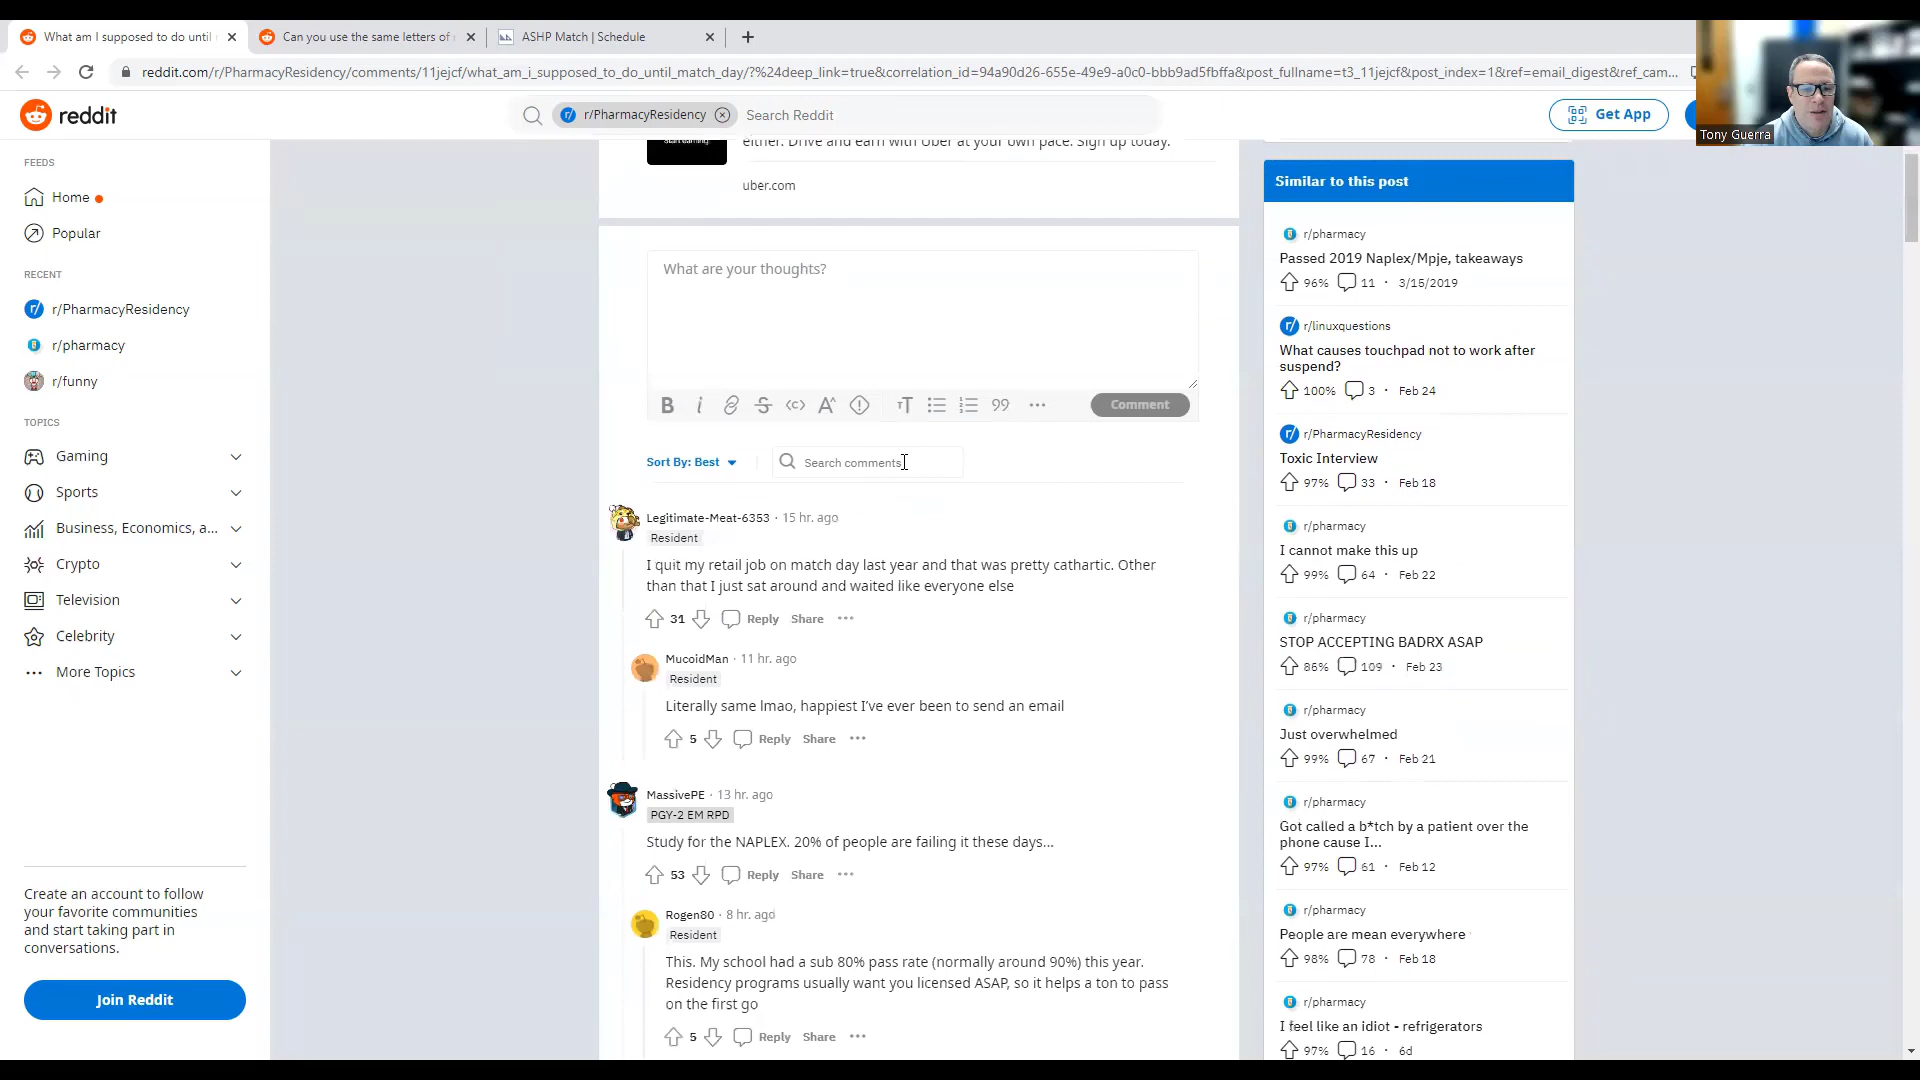 What am I supposed to do until
Can you use the same letters of
ASHP Match | Schedule
reddit.com/r/PharmacyResidency/comments/11jejcf/what_am_i_supposed_to_do_until_match_day/?%24deep_link=true&correlation_id=94a90d26-655e-49e9-a0c0-bbb9ad5fbffa&post_fullname=t3_11jejcf&post_index=1&ref=email_digest&ref_cam...
reddit
r/PharmacyResidency
Search Reddit
Get App
Tony Guerra
FEEDS
Home
Popular
RECENT
r/PharmacyResidency
r/pharmacy
r/funny
TOPICS
Gaming
Sports
Business, Economics, a...
Crypto
Television
Celebrity
More Topics
Create an account to follow
your favorite communities
and start taking part in
conversations.
Join Reddit
either. Drive and earn with Uber at your own pace. Sign up today.
uber.com
What are your thoughts?
Comment
Sort By: Best
Search comments
Legitimate-Meat-6353 · 15 hr. ago
Resident
I quit my retail job on match day last year and that was pretty cathartic. Other
than that I just sat around and waited like everyone else
31 Reply Share
MucoidMan · 11 hr. ago
Resident
Literally same lmao, happiest I've ever been to send an email
5 Reply Share
MassivePE · 13 hr. ago
PGY-2 EM RPD
Study for the NAPLEX. 20% of people are failing it these days...
53 Reply Share
Rogen80 · 8 hr. ago
Resident
This. My school had a sub 80% pass rate (normally around 90%) this year.
Residency programs usually want you licensed ASAP, so it helps a ton to pass
on the first go
5 Reply Share
Similar to this post
r/pharmacy
Passed 2019 Naplex/Mpje, takeaways
96% 11 · 3/15/2019
r/linuxquestions
What causes touchpad not to work after
suspend?
100% 3 · Feb 24
r/PharmacyResidency
Toxic Interview
97% 33 · Feb 18
r/pharmacy
I cannot make this up
99% 64 · Feb 22
r/pharmacy
STOP ACCEPTING BADRX ASAP
86% 109 · Feb 23
r/pharmacy
Just overwhelmed
99% 67 · Feb 21
r/pharmacy
Got called a b*tch by a patient over the
phone cause I...
97% 61 · Feb 12
r/pharmacy
People are mean everywhere
98% 78 · Feb 18
r/pharmacy
I feel like an idiot - refrigerators
97% 16 · 6d